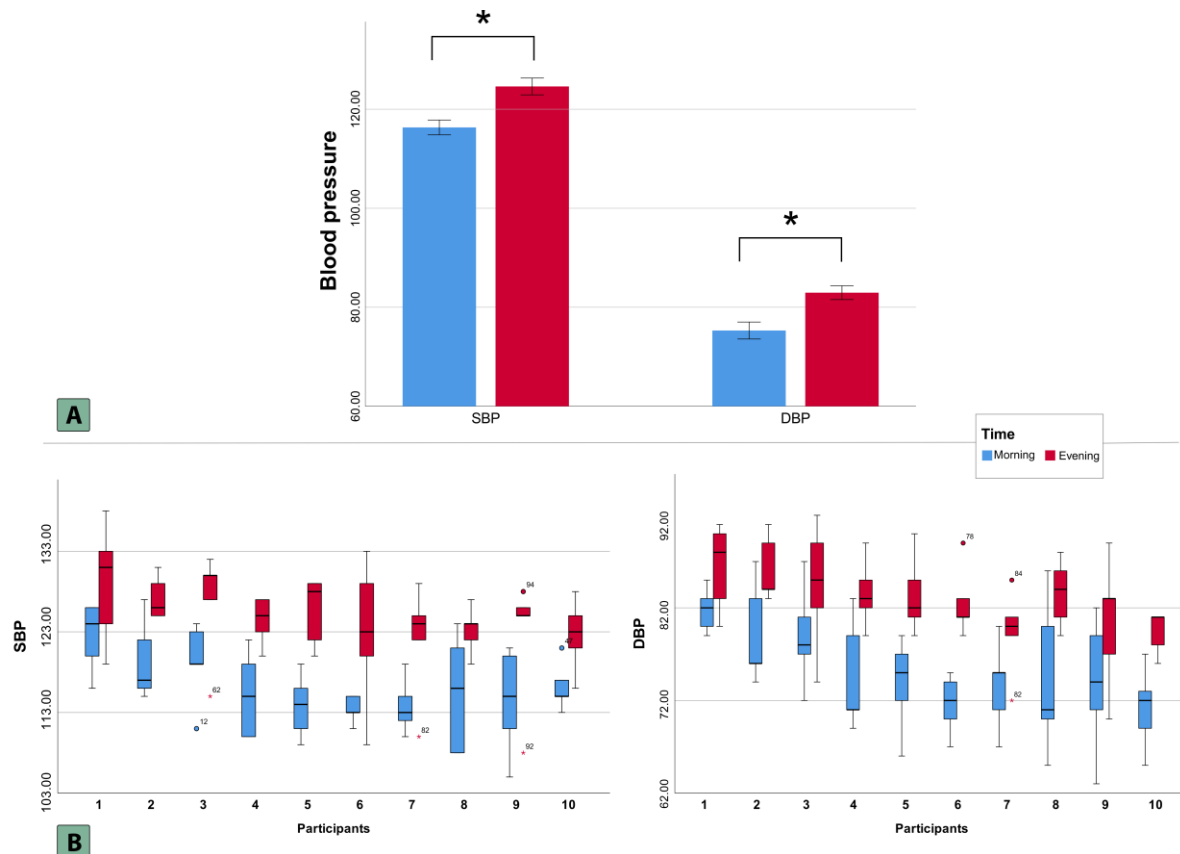 *
*
Blood pressure
120.00
100.00
80.00
60.00
SBP DBP
A
Time
Morning Evening
SBP
133.00
123.00
113.00
103.00
12
62
82
94
92
47
1 2 3 4 5 6 7 8 9 10
Participants
DBP
92.00
82.00
72.00
62.00
78
84
82
1 2 3 4 5 6 7 8 9 10
Participants
B